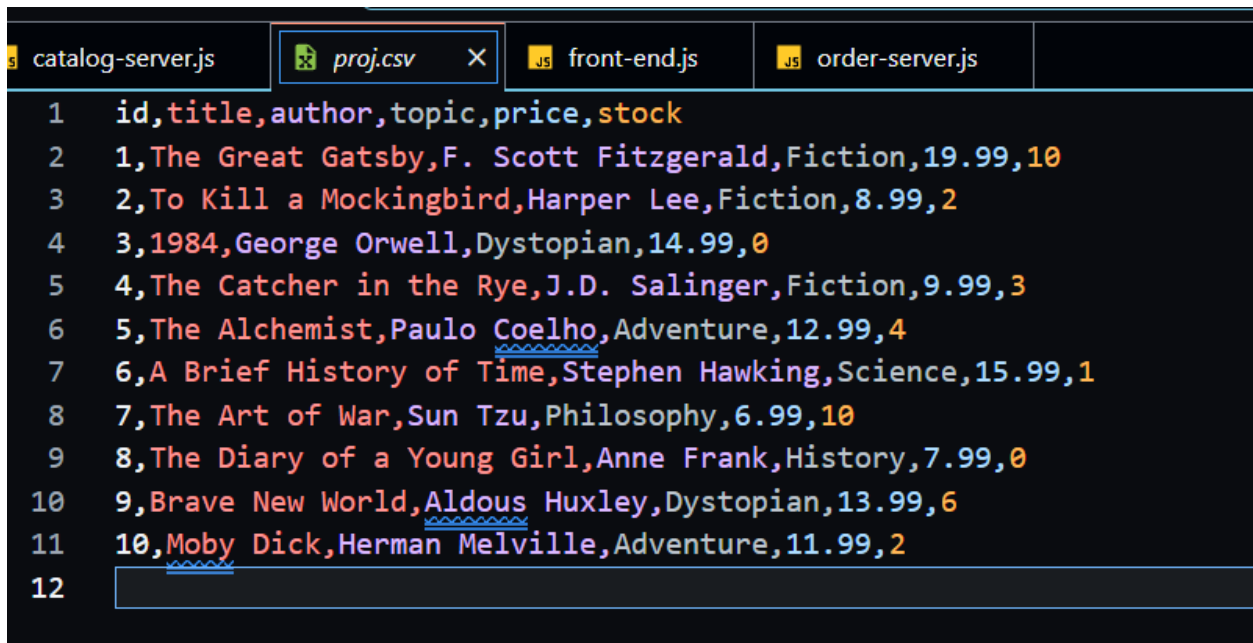 JS catalog-server.js proj.csv × JS front-end.js JS order-server.js
1 id,title,author,topic,price,stock
2 1,The Great Gatsby,F. Scott Fitzgerald,Fiction,19.99,10
3 2,To Kill a Mockingbird,Harper Lee,Fiction,8.99,2
4 3,1984,George Orwell,Dystopian,14.99,0
5 4,The Catcher in the Rye,J.D. Salinger,Fiction,9.99,3
6 5,The Alchemist,Paulo Coelho,Adventure,12.99,4
7 6,A Brief History of Time,Stephen Hawking,Science,15.99,1
8 7,The Art of War,Sun Tzu,Philosophy,6.99,10
9 8,The Diary of a Young Girl,Anne Frank,History,7.99,0
10 9,Brave New World,Aldous Huxley,Dystopian,13.99,6
11 10,Moby Dick,Herman Melville,Adventure,11.99,2
12